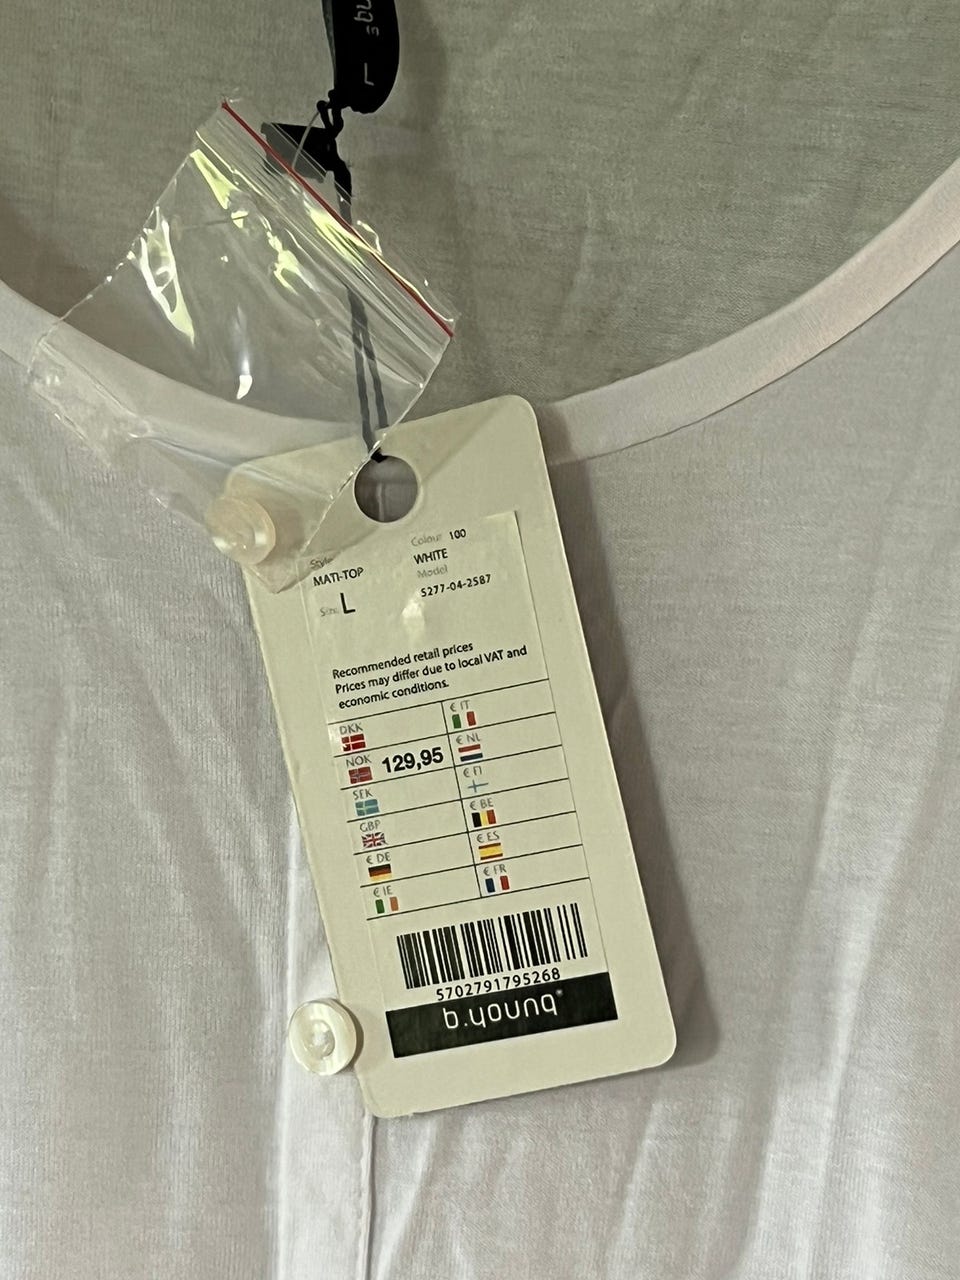 L
Style
MATI-TOP
Size L
Colour 100
WHITE
Model
5277-04-2587
Recommended retail prices
Prices may differ due to local VAT and
economic conditions.
DKK
NOK 129,95
SEK
GBP
€ DE
€ IE
€ IT
€ NL
€ FI
€ BE
€ ES
€ FR
5702791795268
b.young